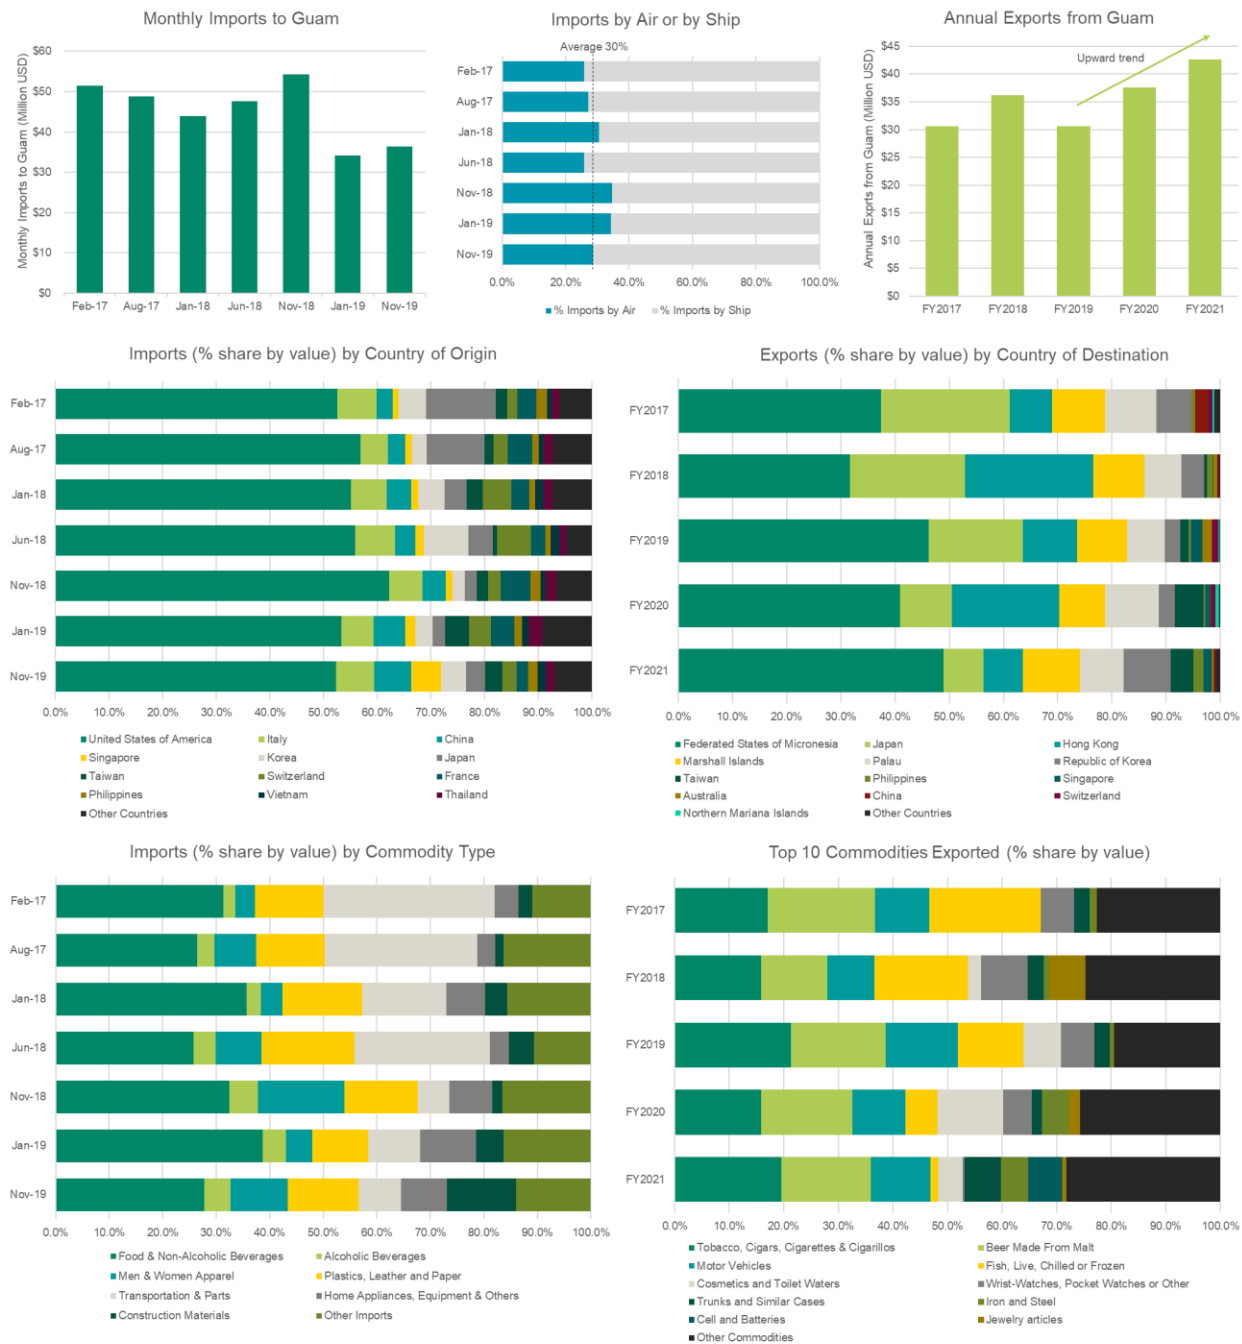 Monthly Imports to Guam
Monthly Imports to Guam (Million USD)
$60
$50
$40
$30
$20
$10
$0
Feb-17 Aug-17 Jan-18 Jun-18 Nov-18 Jan-19 Nov-19
Imports by Air or by Ship
Average 30%
Feb-17
Aug-17
Jan-18
Jun-18
Nov-18
Jan-19
Nov-19
0.0% 20.0% 40.0% 60.0% 80.0% 100.0%
% Imports by Air % Imports by Ship
Annual Exports from Guam
Annual Exprts from Guam (Million USD)
$45
$40
$35
$30
$25
$20
$15
$10
$5
$0
Upward trend
FY2017 FY2018 FY2019 FY2020 FY2021
Imports (% share by value) by Country of Origin
Feb-17
Aug-17
Jan-18
Jun-18
Nov-18
Jan-19
Nov-19
0.0% 10.0% 20.0% 30.0% 40.0% 50.0% 60.0% 70.0% 80.0% 90.0% 100.0%
United States of America Italy China
Singapore Korea Japan
Taiwan Switzerland France
Philippines Vietnam Thailand
Other Countries
Exports (% share by value) by Country of Destination
FY2017
FY2018
FY2019
FY2020
FY2021
0.0% 10.0% 20.0% 30.0% 40.0% 50.0% 60.0% 70.0% 80.0% 90.0% 100.0%
Federated States of Micronesia Japan Hong Kong
Marshall Islands Palau Republic of Korea
Taiwan Philippines Singapore
Australia China Switzerland
Northern Mariana Islands Other Countries
Imports (% share by value) by Commodity Type
Feb-17
Aug-17
Jan-18
Jun-18
Nov-18
Jan-19
Nov-19
0.0% 10.0% 20.0% 30.0% 40.0% 50.0% 60.0% 70.0% 80.0% 90.0% 100.0%
Food & Non-Alcoholic Beverages Alcoholic Beverages
Men & Women Apparel Plastics, Leather and Paper
Transportation & Parts Home Appliances, Equipment & Others
Construction Materials Other Imports
Top 10 Commodities Exported (% share by value)
FY2017
FY2018
FY2019
FY2020
FY2021
0.0% 10.0% 20.0% 30.0% 40.0% 50.0% 60.0% 70.0% 80.0% 90.0% 100.0%
Tobacco, Cigars, Cigarettes & Cigarillos Beer Made From Malt
Motor Vehicles Fish, Live, Chilled or Frozen
Cosmetics and Toilet Waters Wrist-Watches, Pocket Watches or Other
Trunks and Similar Cases Iron and Steel
Cell and Batteries Jewelry articles
Other Commodities